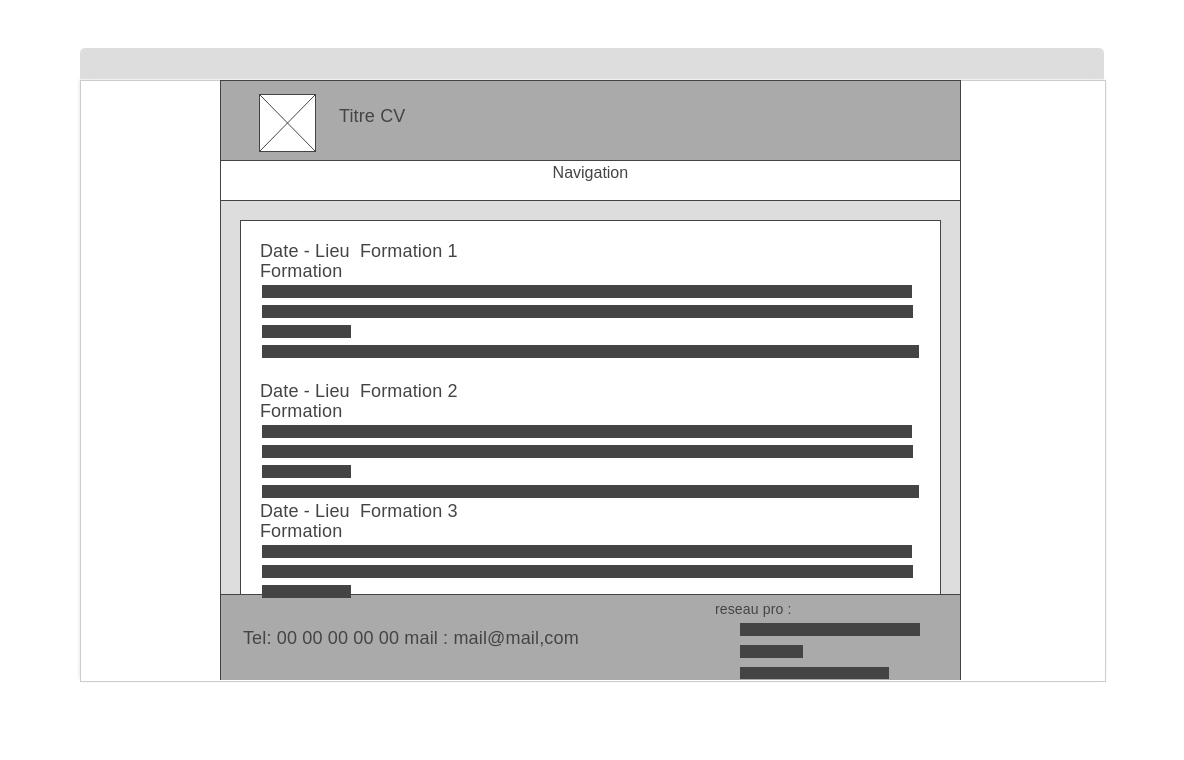 Titre CV
Navigation
Date - Lieu  Formation 1
Formation
Date - Lieu  Formation 2
Formation
Date - Lieu  Formation 3
Formation
reseau pro :
Tel: 00 00 00 00 00 mail : mail@mail,com